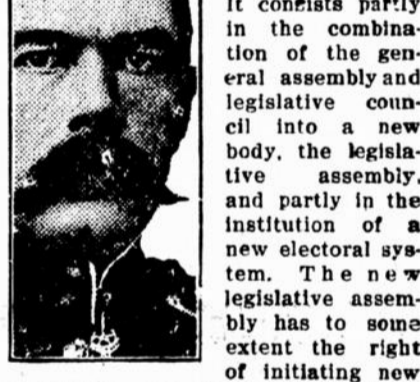 It consists partly
in the combina-
tion of the gen-
eral assembly and
legislative coun
cil into a new
body, the legisla-
tive assembly,
and partly in the
institution of a
new electoral sys-
tem. The new
legislative assem-
bly has to some
extent the right
of initiating new